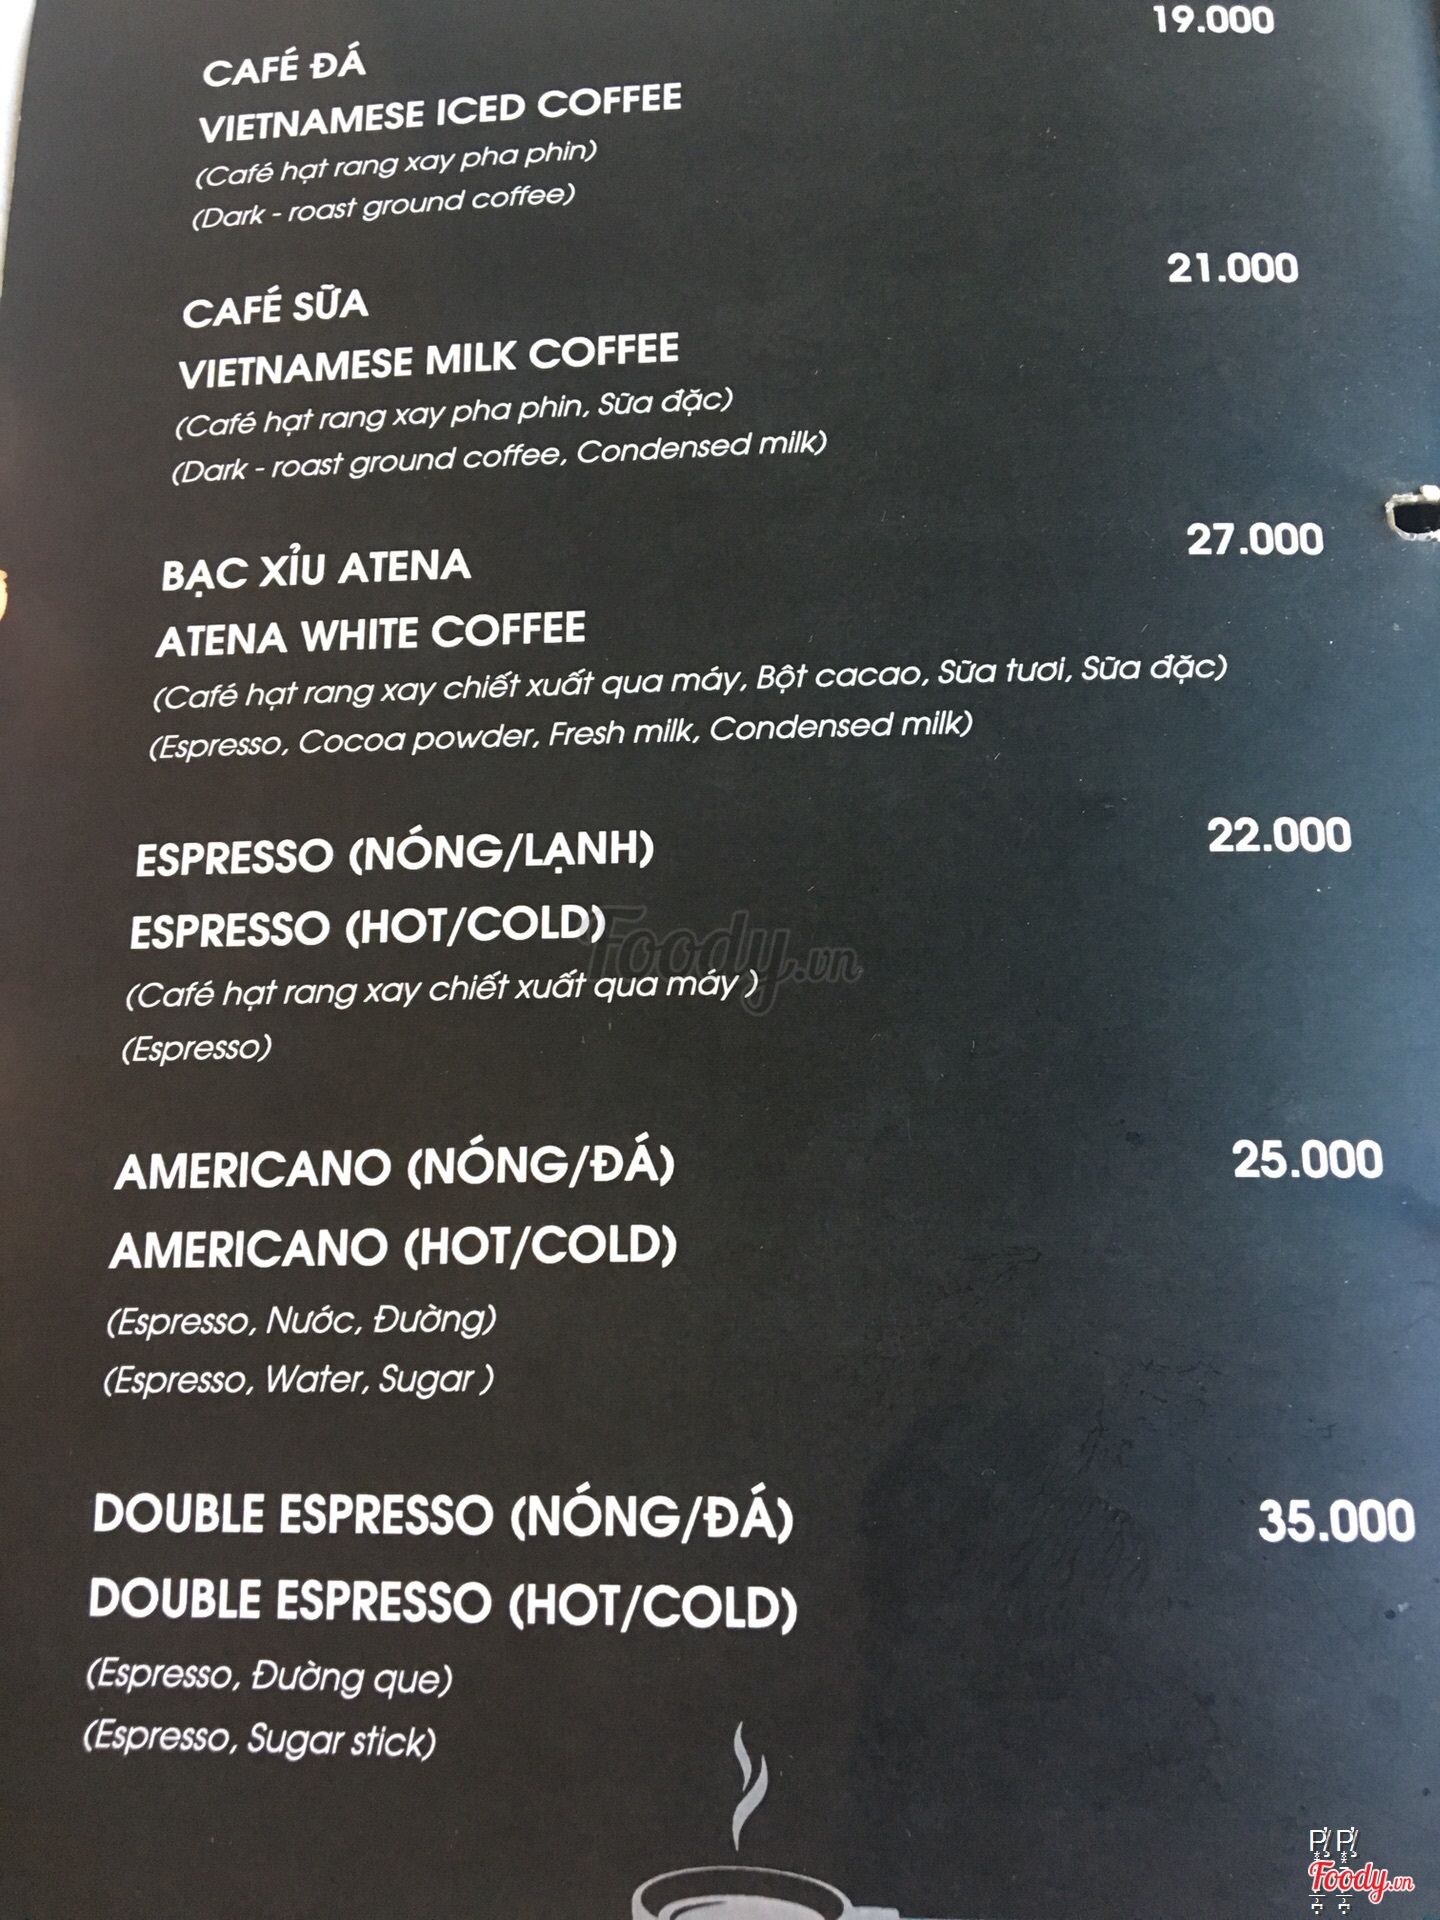 CAFÉ ĐÁ 19.000
VIETNAMESE ICED COFFEE
(Café hạt rang xay pha phin)
(Dark - roast ground coffee)
CAFÉ SỮA 21.000
VIETNAMESE MILK COFFEE
(Café hạt rang xay pha phin, Sữa đặc)
(Dark - roast ground coffee, Condensed milk)
BẠC XỈU ATENA 27.000
ATENA WHITE COFFEE
(Café hạt rang xay chiết xuất qua máy, Bột cacao, Sữa tươi, Sữa đặc)
(Espresso, Cocoa powder, Fresh milk, Condensed milk)
ESPRESSO (NÓNG/LẠNH) 22.000
ESPRESSO (HOT/COLD)
Foody.vn
(Café hạt rang xay chiết xuất qua máy )
(Espresso)
AMERICANO (NÓNG/ĐÁ) 25.000
AMERICANO (HOT/COLD)
(Espresso, Nước, Đường)
(Espresso, Water, Sugar )
DOUBLE ESPRESSO (NÓNG/ĐÁ) 35.000
DOUBLE ESPRESSO (HOT/COLD)
(Espresso, Đường que)
(Espresso, Sugar stick)
Foody.vn